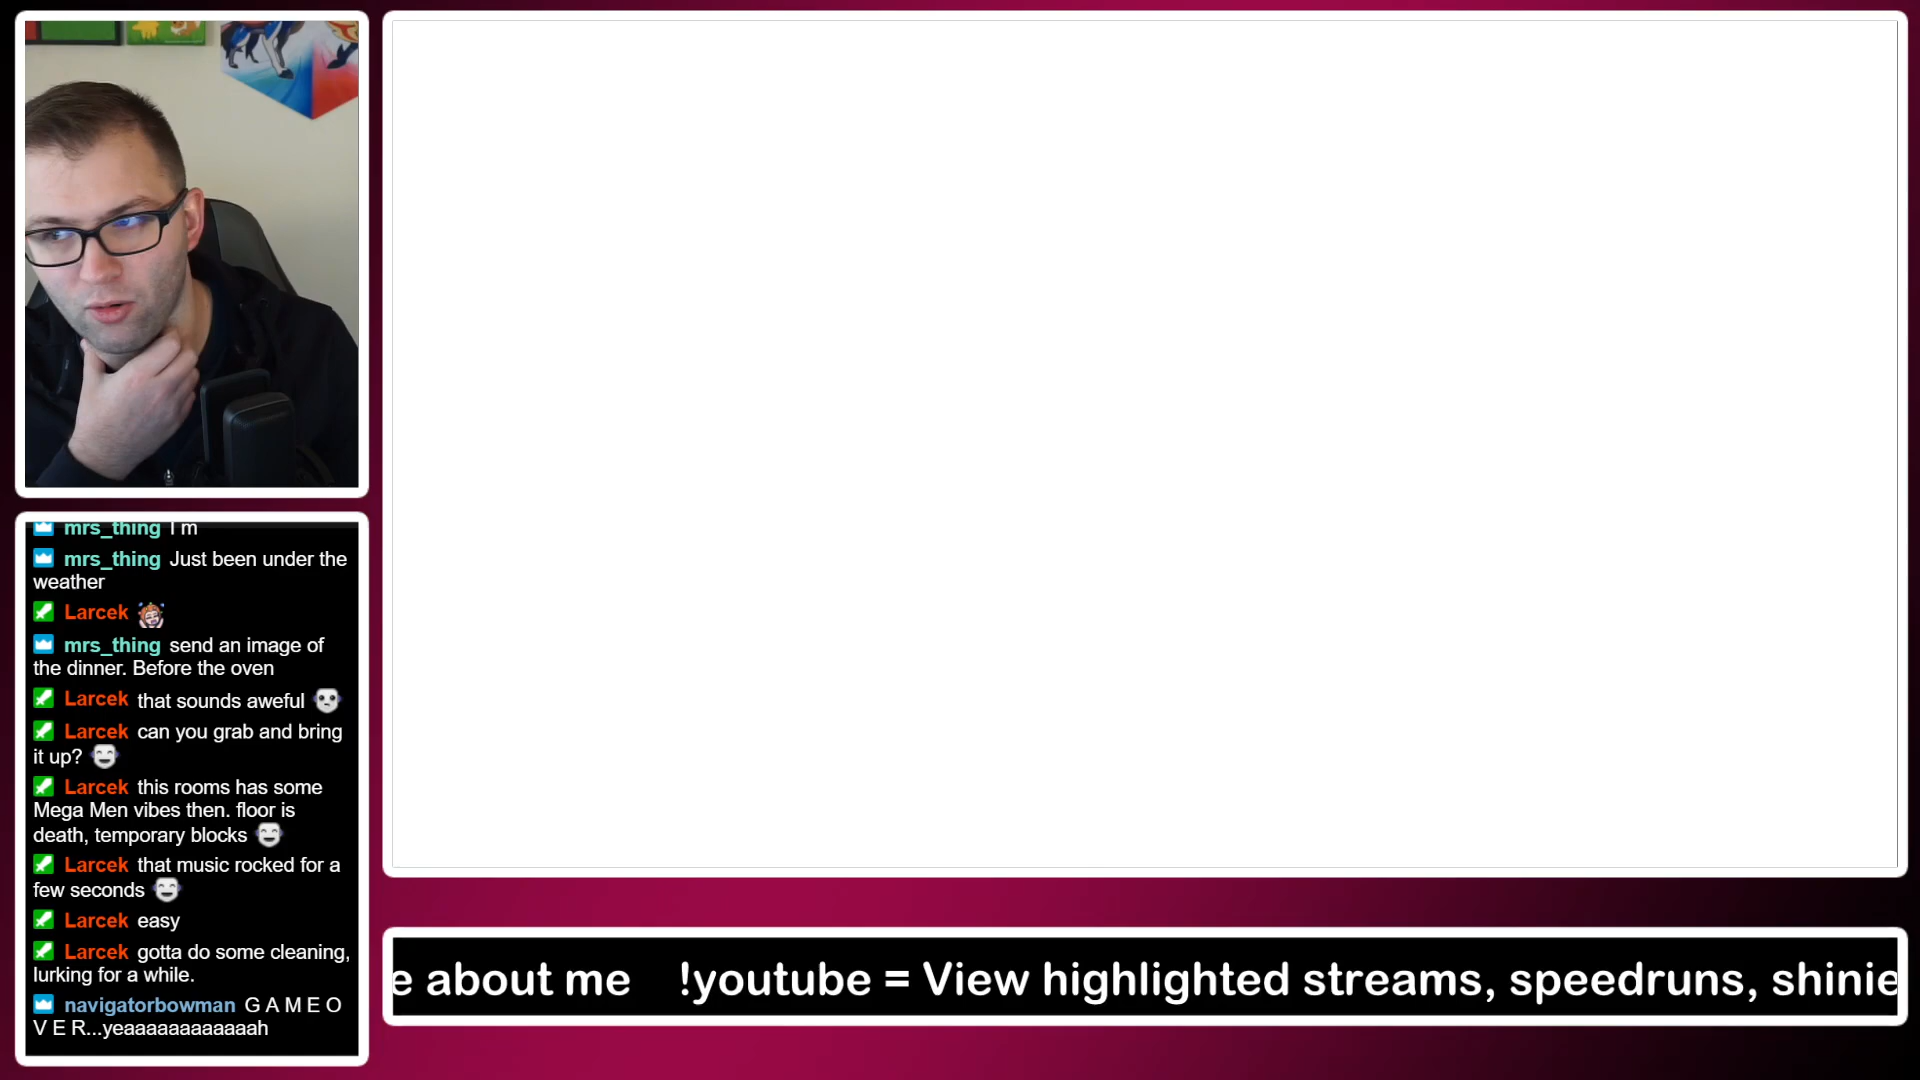 mrs_thing I'm
mrs_thing Just been under the
weather
Larcek
mrs_thing send an image of
the dinner. Before the oven
Larcek that sounds aweful
Larcek can you grab and bring
it up?
Larcek this rooms has some
Mega Men vibes then. floor is
death, temporary blocks
Larcek that music rocked for a
few seconds
Larcek easy
Larcek gotta do some cleaning,
lurking for a while.
navigatorbowman G A M E O
V E R...yeaaaaaaaaaaaah
e about me !youtube = View highlighted streams, speedruns, shinie